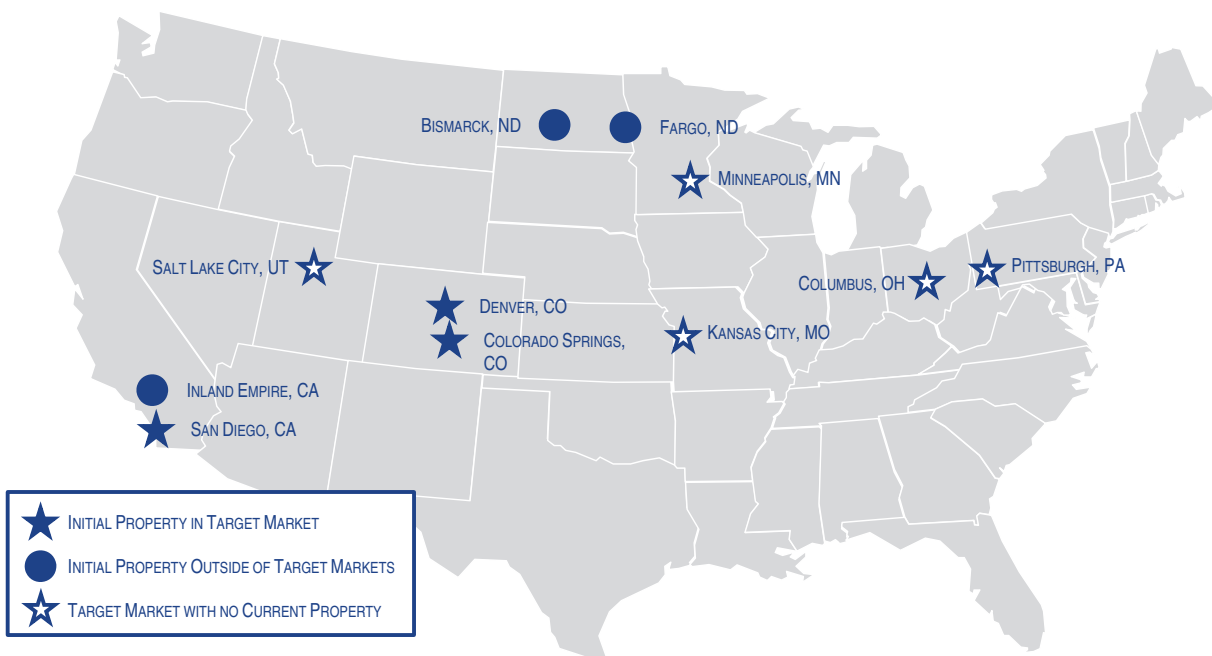 BISMARCK, ND
FARGO, ND
MINNEAPOLIS, MN
SALT LAKE CITY, UT
PITTSBURGH, PA
COLUMBUS, OH
DENVER, CO
KANSAS CITY, MO
COLORADO SPRINGS,
CO
INLAND EMPIRE, CA
SAN DIEGO, CA
INITIAL PROPERTY IN TARGET MARKET
INITIAL PROPERTY OUTSIDE OF TARGET MARKETS
TARGET MARKET WITH NO CURRENT PROPERTY